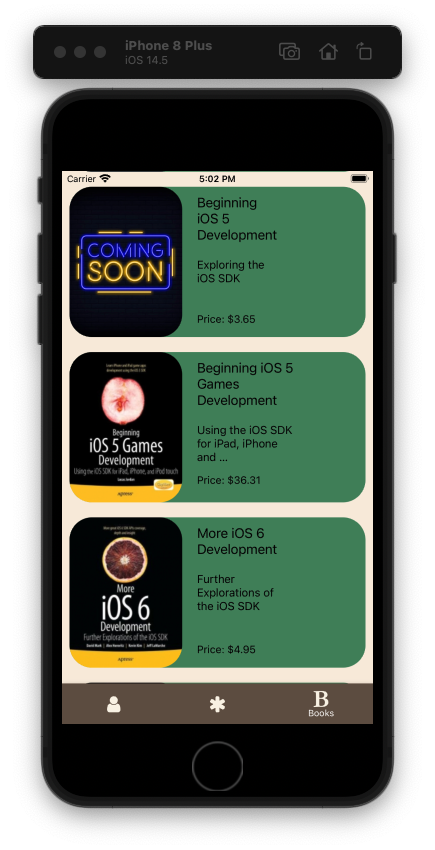 iPhone 8 Plus
iOS 14.5
Carrier
5:02 PM
COMING
SOON
Beginning
iOS 5
Development
Exploring the
iOS SDK
Price: $3.65
Beginning
iOS 5 Games
Development
Using the iOS SDK for iPad, iPhone, and iPod touch
apress
Beginning iOS 5
Games
Development
Using the iOS SDK
for iPad, iPhone
and ...
Price: $36.31
More
iOS 6
Development
Further Explorations of the iOS SDK
apress
More iOS 6
Development
Further
Explorations of
the iOS SDK
Price: $4.95
B
Books